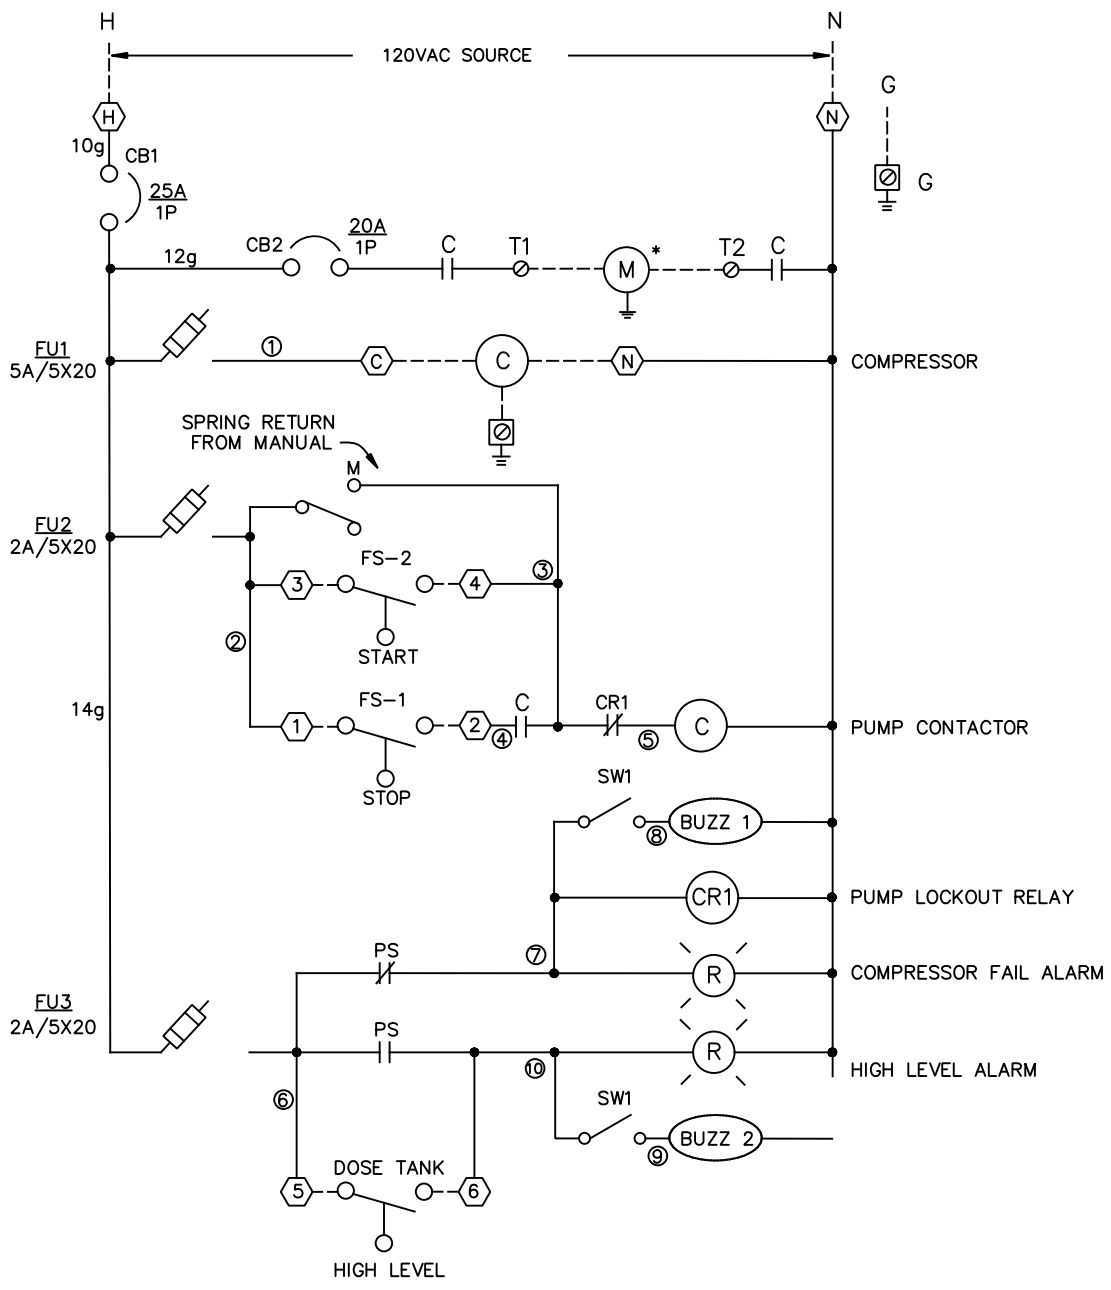 H
N
120VAC SOURCE
G
H
N
10g
CB1
25A
1P
G
20A
1P
CB2
C
T1
T2
C
12g
M
*
FU1
5A/5X20
1
C
C
N
COMPRESSOR
SPRING RETURN
FROM MANUAL
M
FU2
2A/5X20
FS-2
3
4
3
2
START
14g
FS-1
C
CR1
1
2
4
5
C
PUMP CONTACTOR
STOP
SW1
8
BUZZ 1
CR1
PUMP LOCKOUT RELAY
PS
7
R
COMPRESSOR FAIL ALARM
FU3
2A/5X20
PS
10
R
HIGH LEVEL ALARM
6
SW1
9
BUZZ 2
DOSE TANK
5
6
HIGH LEVEL